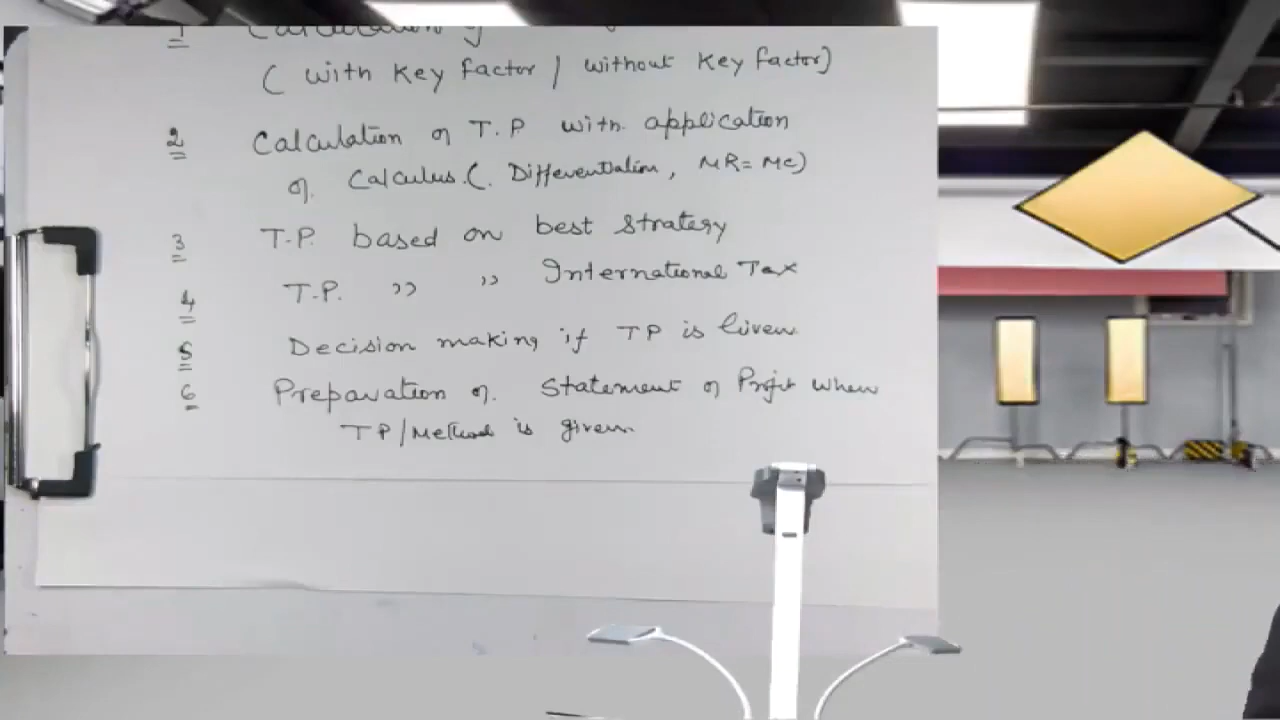 1
( with Key factor / without Key factor)
2 Calculation of T.P with application
of Calculus. (. Differentiation, MR = MC)
3 T.P. based on best strategy
4 T.P. ,, ,, International Tax
5 Decision making if TP is Given
6 Preparation of Statement of Profit when
TP/Method is given